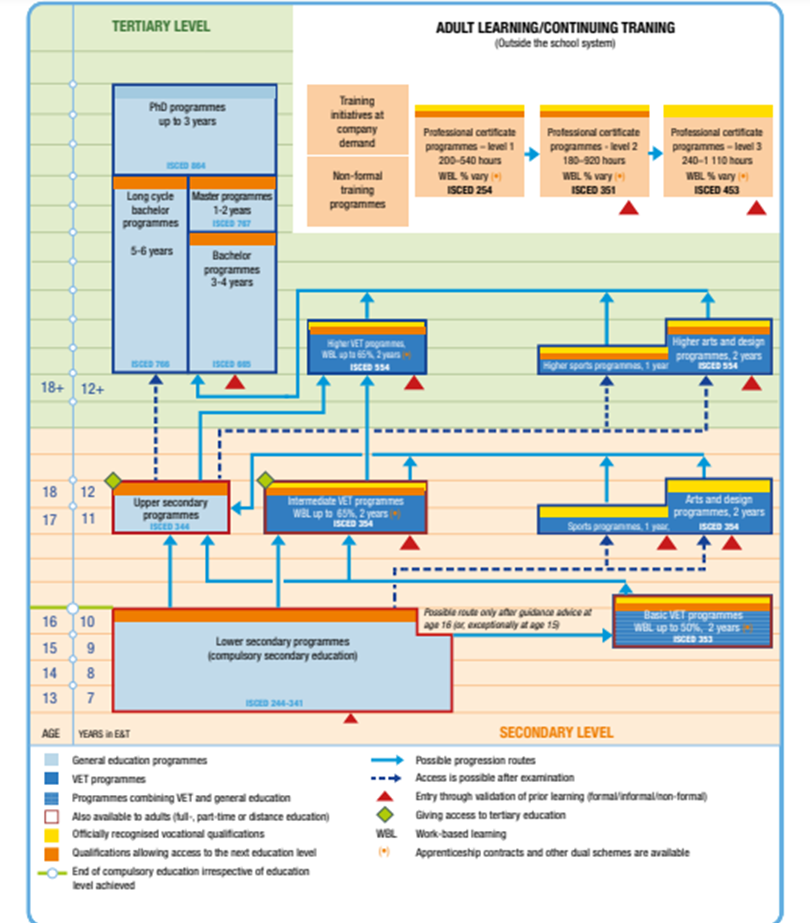 TERTIARY LEVEL
ADULT LEARNING/CONTINUING TRANING
(Outside the school system)
PhD programmes
up to 3 years
ISCED 864
Training
initiatives at
company
demand
Non-formal
training
programmes
Professional certificate
programmes – level 1
200–540 hours
WBL % vary (*)
ISCED 254
Professional certificate
programmes - level 2
180–920 hours
WBL % vary (*)
ISCED 351
Professional certificate
programmes – level 3
240–1 110 hours
WBL % vary (*)
ISCED 453
Long cycle
bachelor
programmes
5-6 years
ISCED 766
Master programmes
1-2 years
ISCED 767
Bachelor
programmes
3-4 years
ISCED 665
Higher VET programmes,
WBL up to 65%, 2 years (*)
ISCED 554
Higher sports programmes, 1 year
Higher arts and design
programmes, 2 years
ISCED 554
18+ 12+
18 12
17 11
Upper secondary
programmes
ISCED 344
Intermediate VET programmes
WBL up to 65%, 2 years (*)
ISCED 354
Sports programmes, 1 year,
Arts and design
programmes, 2 years
ISCED 354
16 10
15 9
14 8
13 7
Lower secondary programmes
(compulsory secondary education)
ISCED 244-341
Possible route only after guidance advice at
age 16 (or, exceptionally at age 15)
Basic VET programmes
WBL up to 50%, 2 years (*)
ISCED 353
AGE YEARS in E&T
SECONDARY LEVEL
General education programmes
VET programmes
Programmes combining VET and general education
Also available to adults (full-, part-time or distance education)
Officially recognised vocational qualifications
Qualifications allowing access to the next education level
End of compulsory education irrespective of education
level achieved
Possible progression routes
Access is possible after examination
Entry through validation of prior learning (formal/informal/non-formal)
Giving access to tertiary education
WBL Work-based learning
(*) Apprenticeship contracts and other dual schemes are available